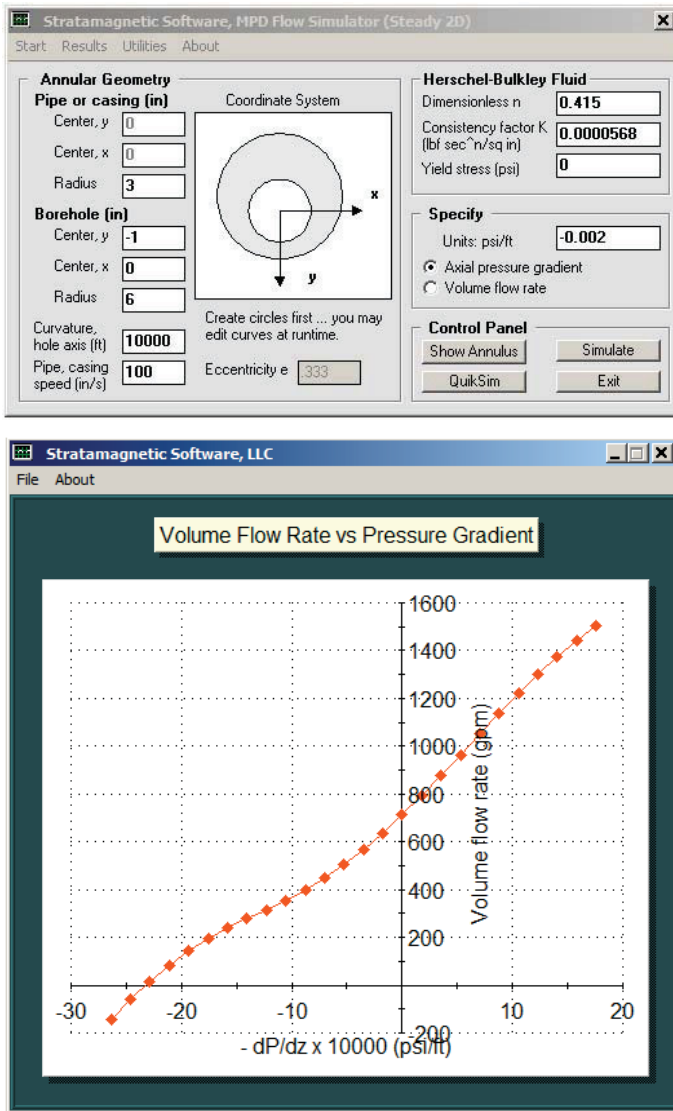 Stratamagnetic Software, MPD Flow Simulator (Steady 2D)
Start Results Utilities About
Annular Geometry
Pipe or casing (in)
Center, y 0
Center, x 0
Radius 3
Borehole (in)
Center, y -1
Center, x 0
Radius 6
Curvature,
hole axis (ft) 10000
Pipe, casing
speed (in/s) 100
Coordinate System
x
y
Create circles first ... you may
edit curves at runtime.
Eccentricity e .333
Herschel-Bulkley Fluid
Dimensionless n 0.415
Consistency factor K
(lbf sec^n/sq in) 0.0000568
Yield stress (psi) 0
Specify
Units: psi/ft -0.002
Axial pressure gradient
Volume flow rate
Control Panel
Show Annulus Simulate
QuikSim Exit
Stratamagnetic Software, LLC
File About
Volume Flow Rate vs Pressure Gradient
1600
1400
1200
1000
800
600
400
200
-200
Volume flow rate (gpm)
-30 -20 -10 10 20
- dP/dz x 10000 (psi/ft)